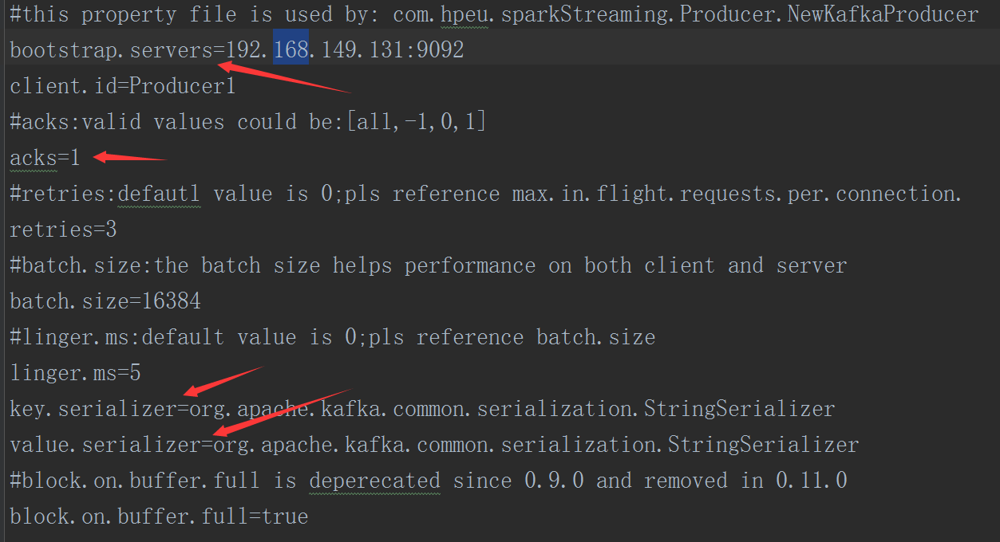 #this property file is used by: com.hpeu.sparkStreaming.Producer.NewKafkaProducer
bootstrap.servers=192.168.149.131:9092
client.id=Producer1
#acks:valid values could be:[all,-1,0,1]
acks=1
#retries:defautl value is 0;pls reference max.in.flight.requests.per.connection.
retries=3
#batch.size:the batch size helps performance on both client and server
batch.size=16384
#linger.ms:default value is 0;pls reference batch.size
linger.ms=5
key.serializer=org.apache.kafka.common.serialization.StringSerializer
value.serializer=org.apache.kafka.common.serialization.StringSerializer
#block.on.buffer.full is deperecated since 0.9.0 and removed in 0.11.0
block.on.buffer.full=true